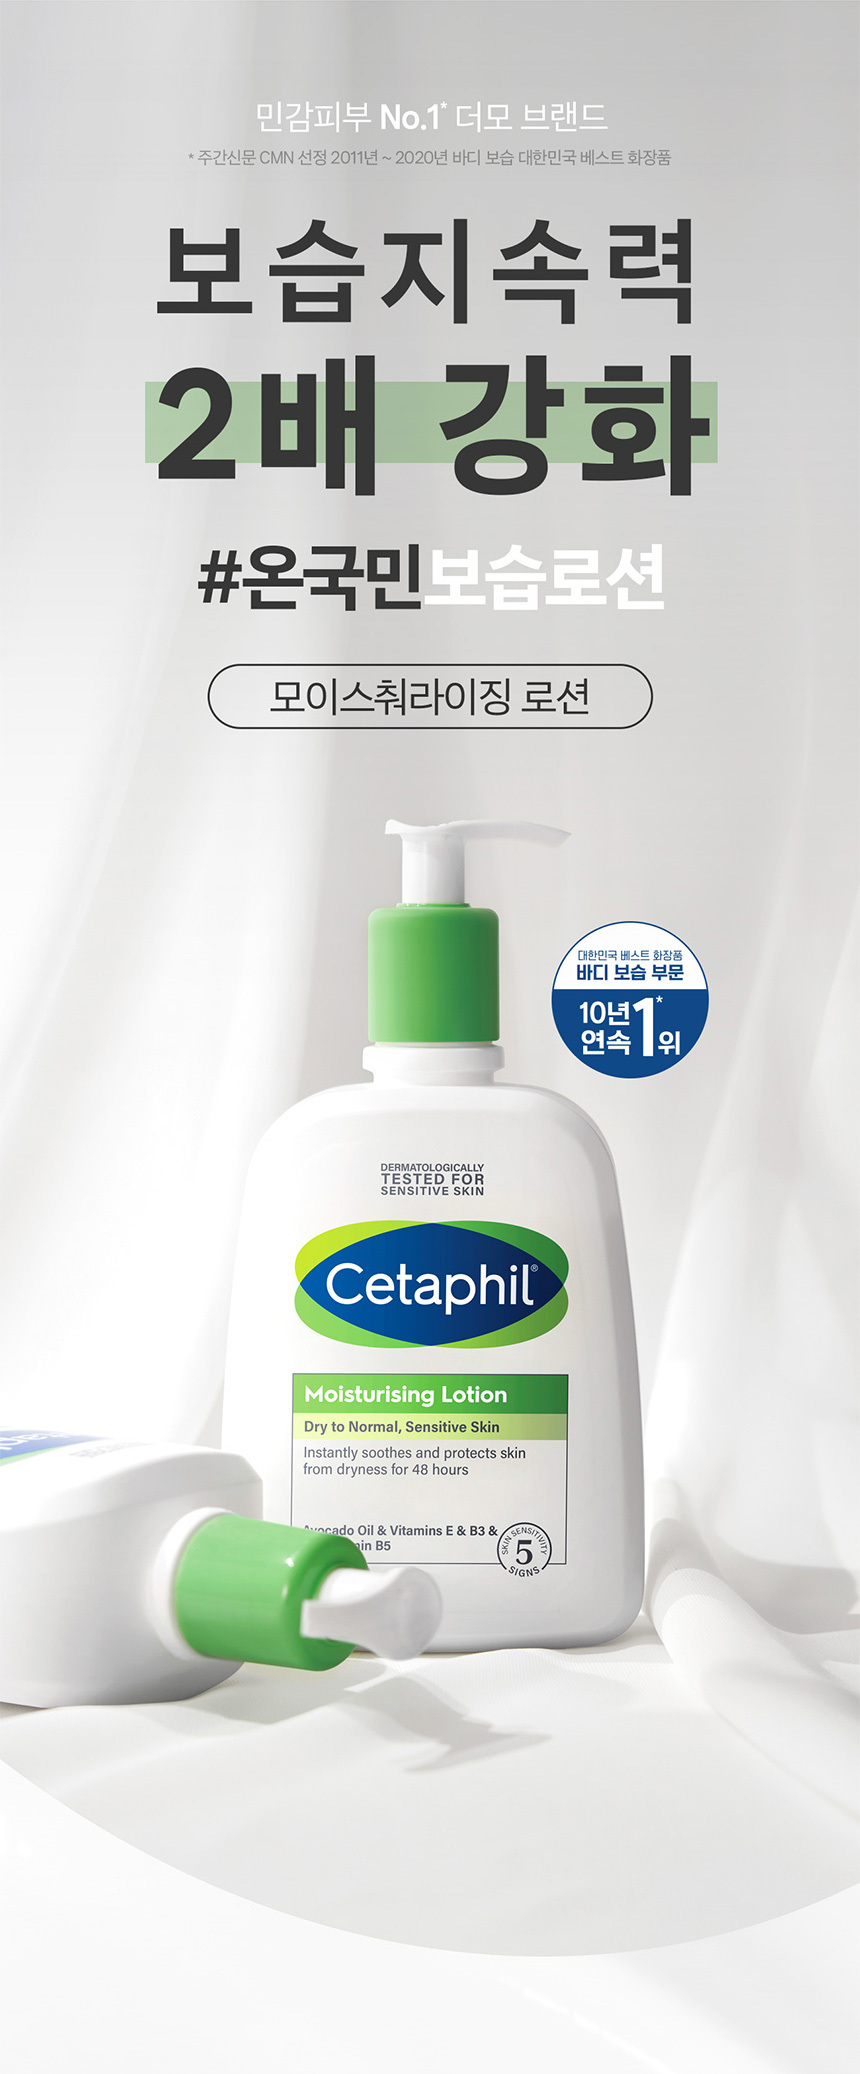 민감피부 No.1* 더모 브랜드
* 주간신문 CMN 선정 2011년 ~ 2020년 바디 보습 대한민국 베스트 화장품
보습지속력
2배 강화
#온국민보습로션
모이스춰라이징 로션
대한민국 베스트 화장품
바디 보습 부문
10년
연속 1*위
DERMATOLOGICALLY
TESTED FOR
SENSITIVE SKIN
Cetaphil®
Moisturising Lotion
Dry to Normal, Sensitive Skin
Instantly soothes and protects skin
from dryness for 48 hours
Avocado Oil & Vitamins E & B3 &
B5
SKIN SENSITIVITY
5
SIGNS